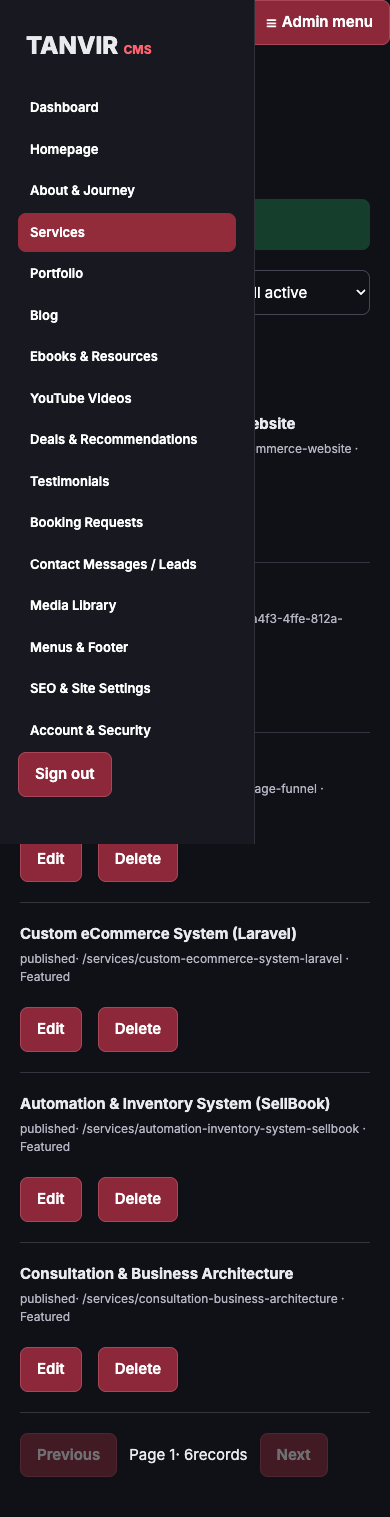 TANVIR CMS
≡ Admin menu
Dashboard
Homepage
About & Journey
Services
Portfolio
Blog
Ebooks & Resources
YouTube Videos
Deals & Recommendations
Testimonials
Booking Requests
Contact Messages / Leads
Media Library
Menus & Footer
SEO & Site Settings
Account & Security
Sign out
ll active
ebsite
mmerce-website ·
a4f3-4ffe-812a-
age-funnel ·
Edit Delete
Custom eCommerce System (Laravel)
published· /services/custom-ecommerce-system-laravel ·
Featured
Edit Delete
Automation & Inventory System (SellBook)
published· /services/automation-inventory-system-sellbook ·
Featured
Edit Delete
Consultation & Business Architecture
published· /services/consultation-business-architecture ·
Featured
Edit Delete
Previous Page 1· 6records Next